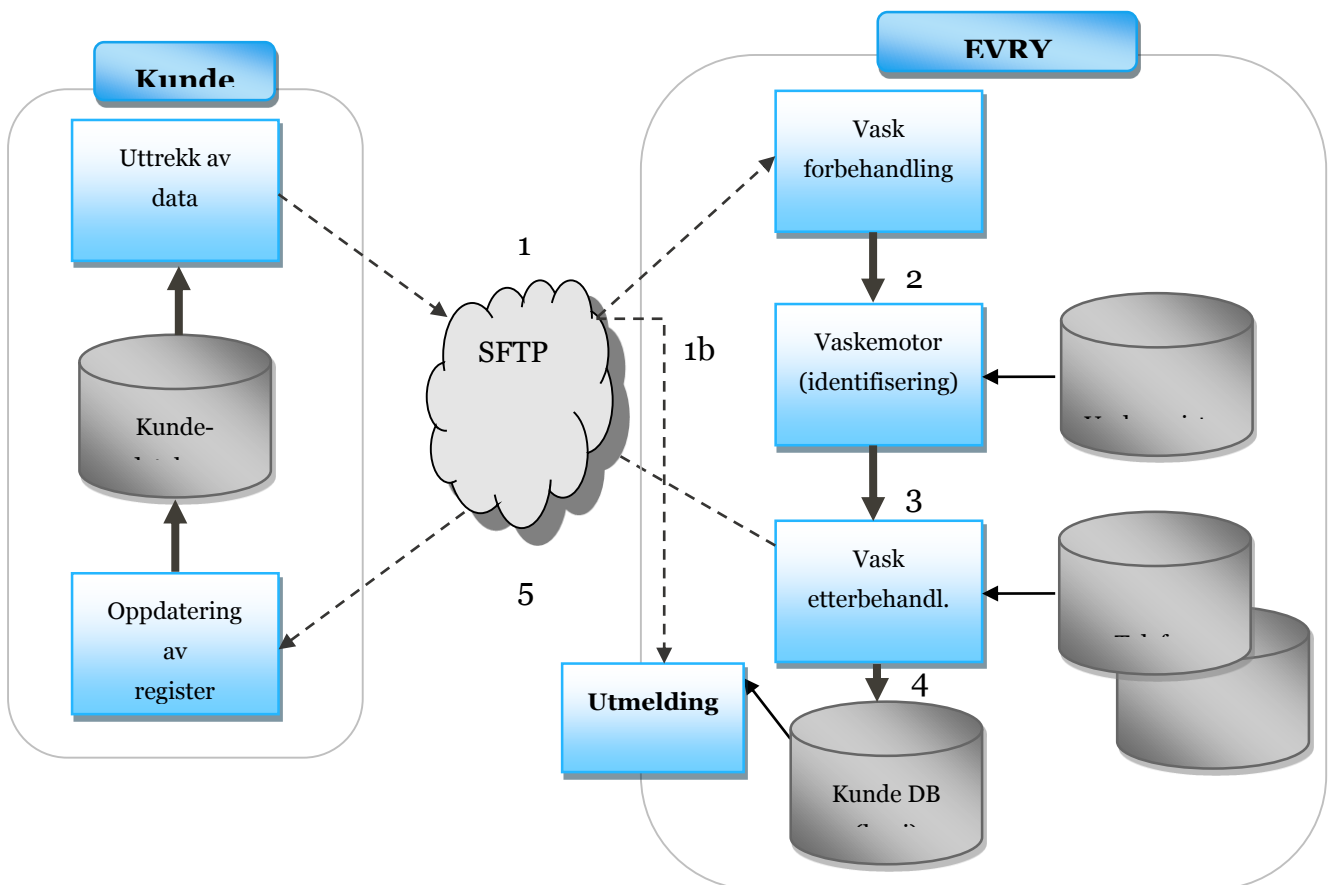 Kunde
EVRY
Uttrekk av
data
Kunde-
Oppdatering
av
register
1
SFTP
5
1b
Vask
forbehandling
2
Vaskemotor
(identifisering)
3
Vask
etterbehandl.
4
Utmelding
Kunde DB